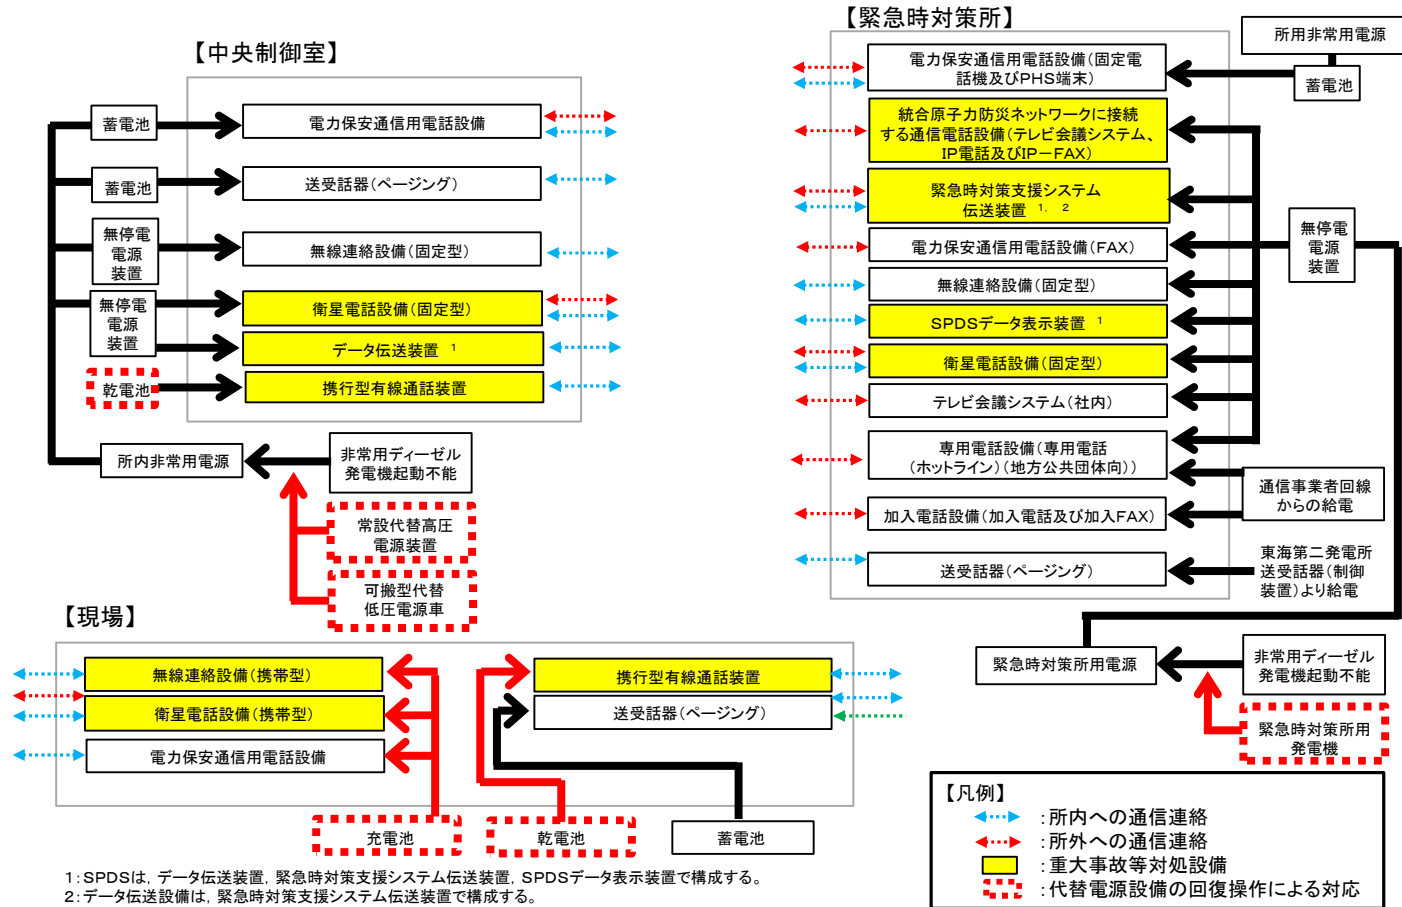 【中央制御室】
蓄電池
電力保安通信用電話設備
蓄電池
送受話器(ページング)
無停電
電源
装置
無線連絡設備(固定型)
無停電
電源
装置
衛星電話設備(固定型)
データ伝送装置 1
乾電池
携行型有線通話装置
所内非常用電源
非常用ディーゼル
発電機起動不能
常設代替高圧
電源装置
可搬型代替
低圧電源車
【緊急時対策所】
所用非常用電源
蓄電池
電力保安通信用電話設備(固定電
話機及びPHS端末)
統合原子力防災ネットワークに接続
する通信電話設備(テレビ会議システム、
IP電話及びIP-FAX)
緊急時対策支援システム
伝送装置 1, 2
電力保安通信用電話設備(FAX)
無線連絡設備(固定型)
SPDSデータ表示装置 1
衛星電話設備(固定型)
テレビ会議システム(社内)
専用電話設備(専用電話
(ホットライン)(地方公共団体向))
加入電話設備(加入電話及び加入FAX)
送受話器(ページング)
無停電
電源
装置
通信事業者回線
からの給電
東海第二発電所
送受話器(制御
装置)より給電
緊急時対策所用電源
非常用ディーゼル
発電機起動不能
緊急時対策所用
発電機
【現場】
無線連絡設備(携帯型)
衛星電話設備(携帯型)
電力保安通信用電話設備
携行型有線通話装置
送受話器(ページング)
充電池
乾電池
蓄電池
【凡例】
:所内への通信連絡
:所外への通信連絡
:重大事故等対処設備
:代替電源設備の回復操作による対応
1:SPDSは,データ伝送装置,緊急時対策支援システム伝送装置,SPDSデータ表示装置で構成する。
2:データ伝送設備は,緊急時対策支援システム伝送装置で構成する。